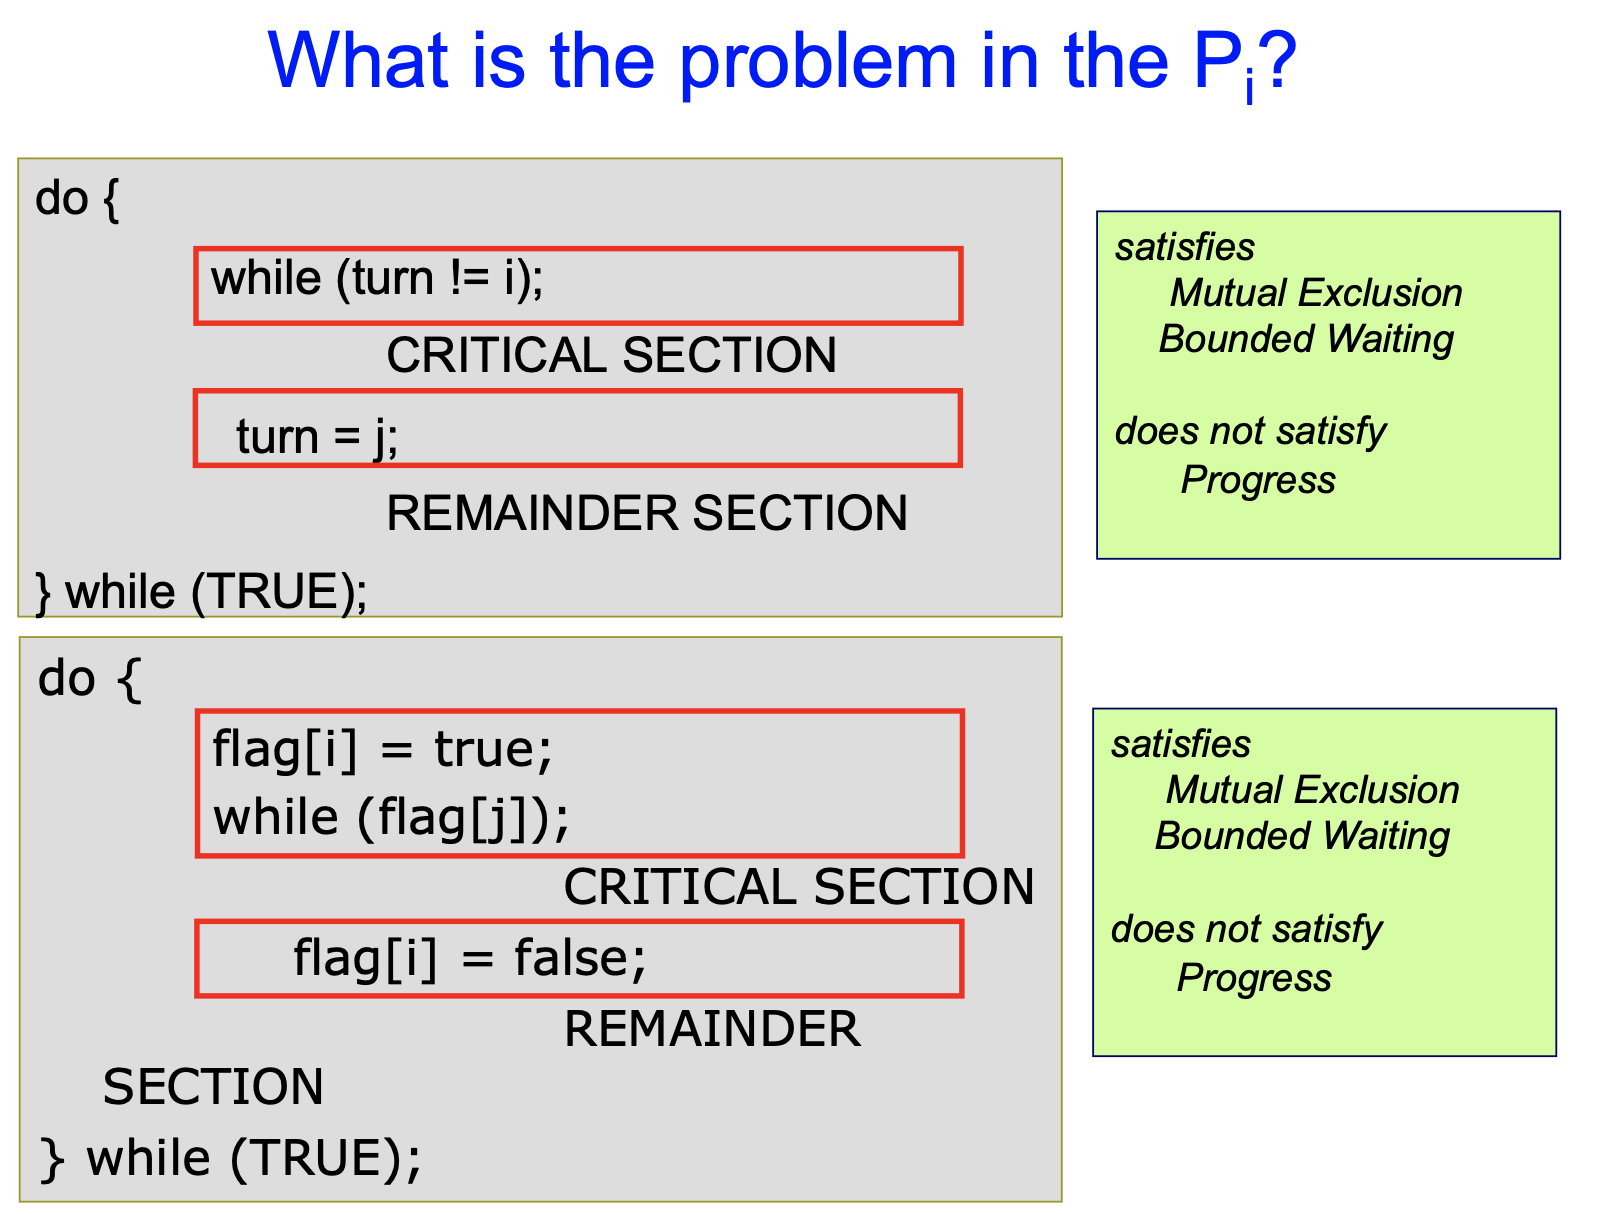 What is the problem in the Pi?
do {
while (turn != i);
CRITICAL SECTION
turn = j;
REMAINDER SECTION
} while (TRUE);
satisfies
Mutual Exclusion
Bounded Waiting
does not satisfy
Progress
do {
flag[i] = true;
while (flag[j]);
CRITICAL SECTION
flag[i] = false;
REMAINDER
SECTION
} while (TRUE);
satisfies
Mutual Exclusion
Bounded Waiting
does not satisfy
Progress